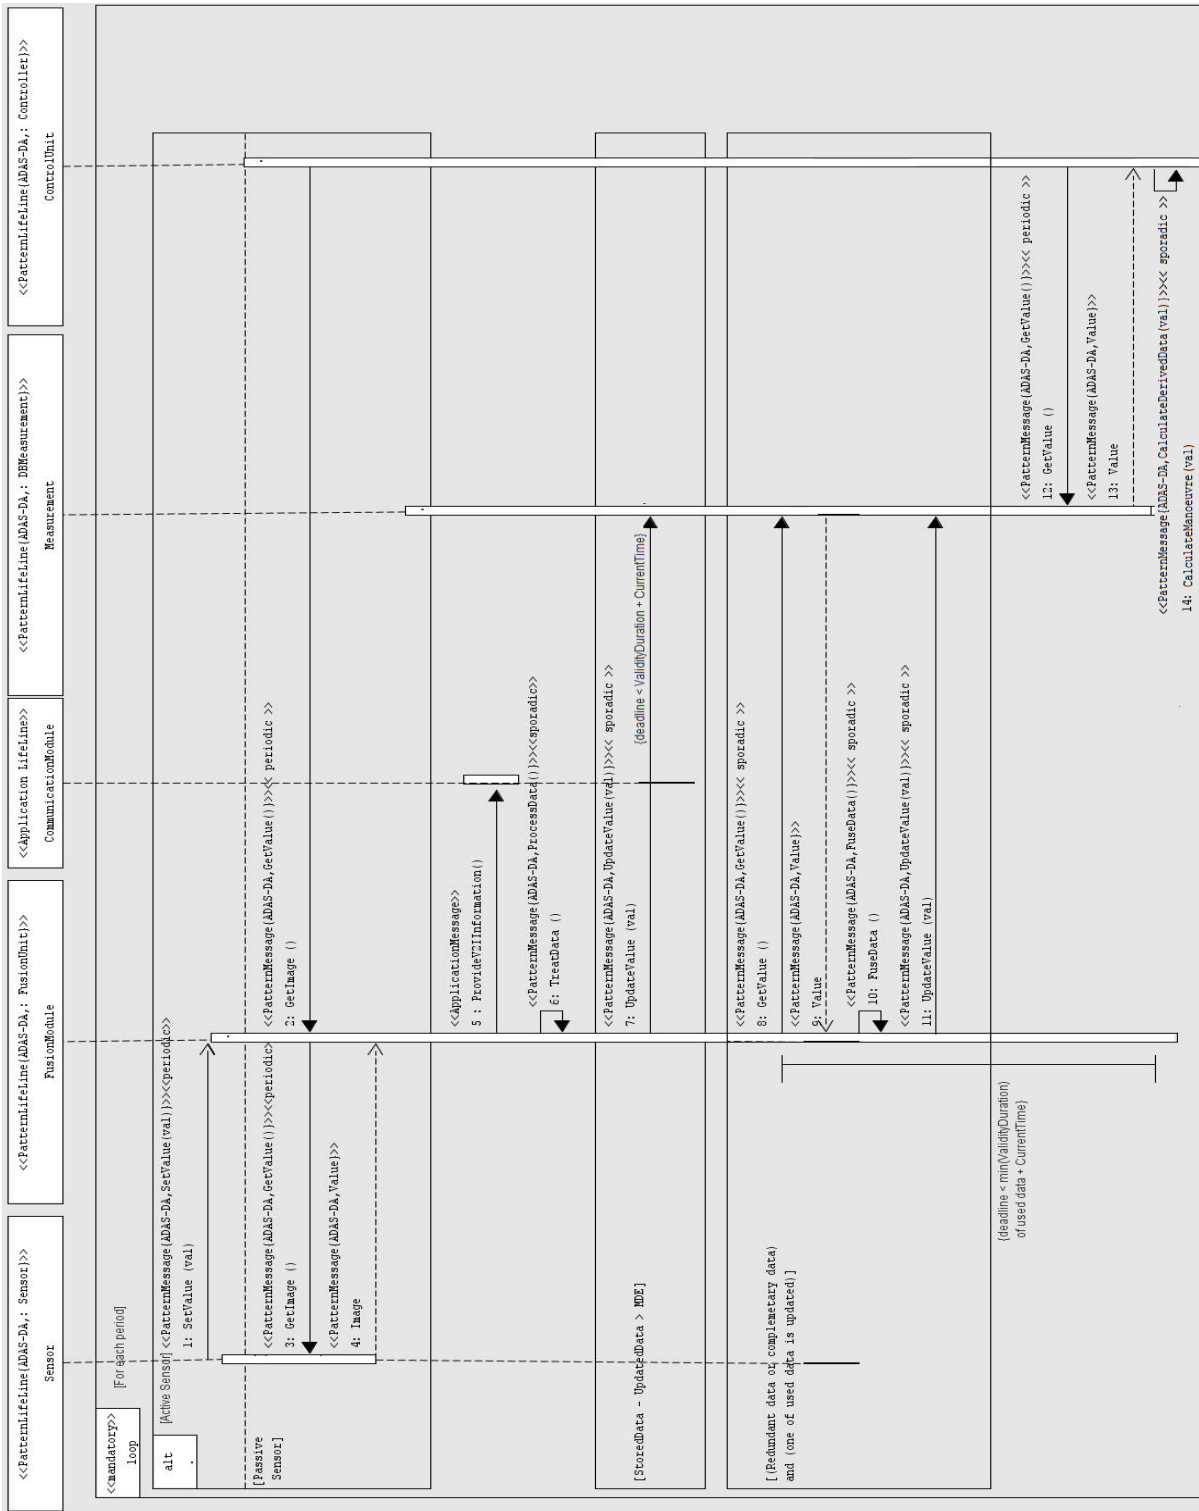 <<PatternLifeLine{ADAS-DA,: Sensor}>>
Sensor
<<PatternLifeLine{ADAS-DA,: FusionUnit}>>
FusionModule
<<Application LifeLine>>
CommunicationModule
<<PatternLifeLine{ADAS-DA,: DBMeasurement}>>
Measurement
<<PatternLifeLine{ADAS-DA,: Controller}>>
ControlUnit
<<mandatory>>
loop
[For each period]
alt
[Active Sensor]
<<PatternMessage{ADAS-DA,SetValue(val)}>><<periodic>>
1: SetValue (val)
[Passive
Sensor]
<<PatternMessage{ADAS-DA,GetValue()}>><< periodic >>
2: GetImage ()
<<PatternMessage{ADAS-DA,GetValue()}>><<periodic>
3: GetImage ()
<<PatternMessage{ADAS-DA,Value}>>
4: Image
<<ApplicationMessage>>
5 : ProvideV2IInformation()
<<PatternMessage{ADAS-DA,ProcessData()}>><<sporadic>>
6: TreatData ()
<<PatternMessage{ADAS-DA,UpdateValue(val)}>><< sporadic >>
7: UpdateValue (val)
{deadline < ValidityDuration + CurrentTime}
[StoredData - UpdatedData > MDE]
<<PatternMessage{ADAS-DA,GetValue()}>><<sporadic >>
8: GetValue ()
[(Redundant data or complemetary data)
and (one of used data is updated)]
<<PatternMessage{ADAS-DA,Value}>>
9: Value
<<PatternMessage{ADAS-DA,FuseData()}>><< sporadic >>
10: FuseData ()
<<PatternMessage{ADAS-DA,UpdateValue(val)}>><< sporadic >>
11: UpdateValue (val)
{deadline < min(ValidityDuration)
of used data + CurrentTime}
<<PatternMessage{ADAS-DA,GetValue()}>><< periodic >>
12: GetValue ()
<<PatternMessage{ADAS-DA,Value}>>
13: Value
<<PatternMessage{ADAS-DA,CalculateDerivedData(val)}>><< sporadic >>
14: CalculateManoeuvre(val)